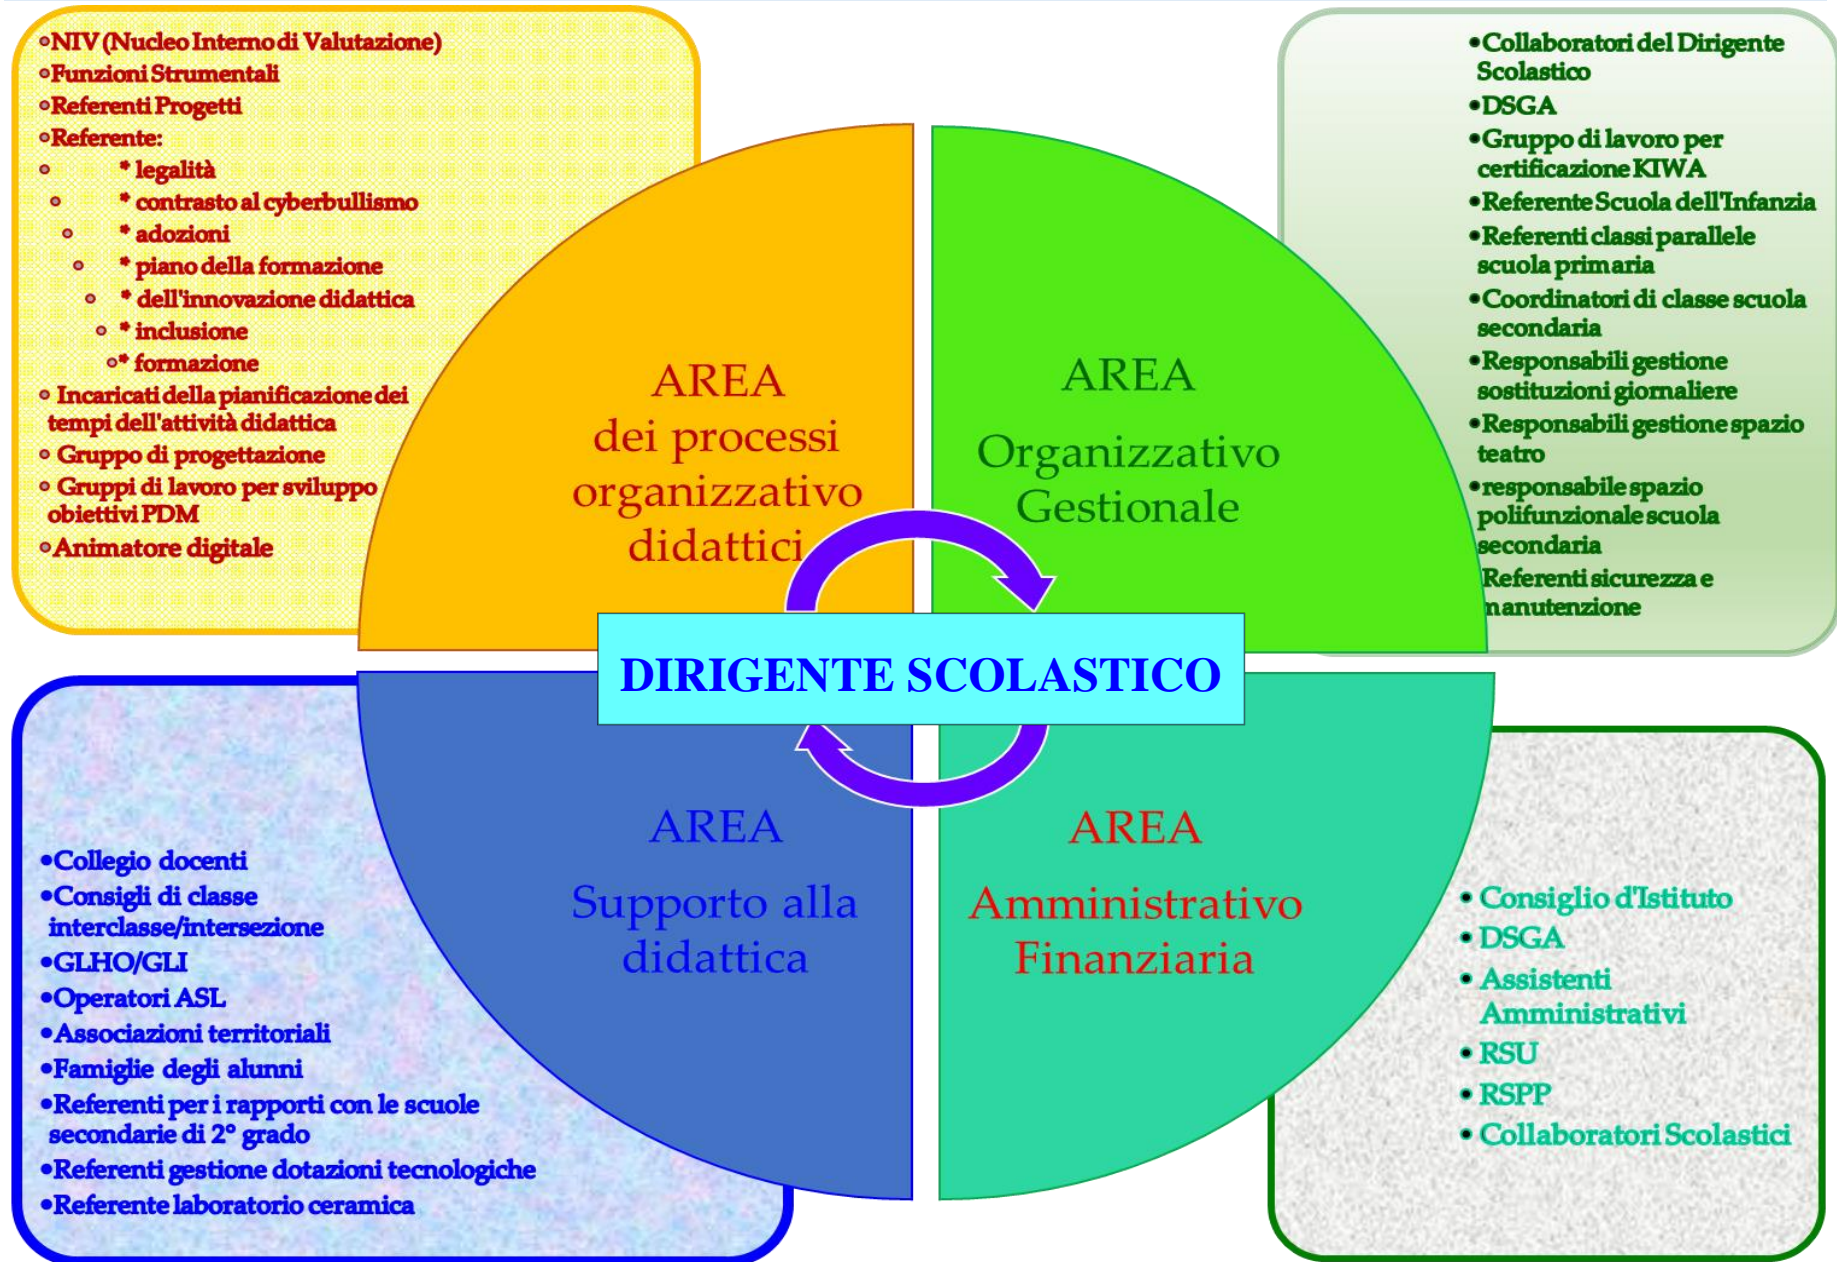 •NIV (Nucleo Interno di Valutazione)
•Funzioni Strumentali
•Referenti Progetti
•Referente:
• * legalità
• * contrasto al cyberbullismo
• * adozioni
• * piano della formazione
• * dell'innovazione didattica
• * inclusione
•* formazione
• Incaricati della pianificazione dei
tempi dell'attività didattica
• Gruppo di progettazione
• Gruppi di lavoro per sviluppo
obiettivi PDM
•Animatore digitale
•Collaboratori del Dirigente
Scolastico
•DSGA
•Gruppo di lavoro per
certificazione KIWA
•Referente Scuola dell'Infanzia
•Referenti classi parallele
scuola primaria
•Coordinatori di classe scuola
secondaria
•Responsabili gestione
sostituzioni giornaliere
•Responsabili gestione spazio
teatro
•responsabile spazio
polifunzionale scuola
secondaria
Referenti sicurezza e
manutenzione
AREA
dei processi
organizzativo
didattici
AREA
Organizzativo
Gestionale
DIRIGENTE SCOLASTICO
AREA
Supporto alla
didattica
AREA
Amministrativo
Finanziaria
•Collegio docenti
•Consigli di classe
interclasse/intersezione
•GLHO/GLI
•Operatori ASL
•Associazioni territoriali
•Famiglie degli alunni
•Referenti per i rapporti con le scuole
secondarie di 2° grado
•Referenti gestione dotazioni tecnologiche
•Referente laboratorio ceramica
• Consiglio d'Istituto
• DSGA
• Assistenti
Amministrativi
• RSU
• RSPP
• Collaboratori Scolastici